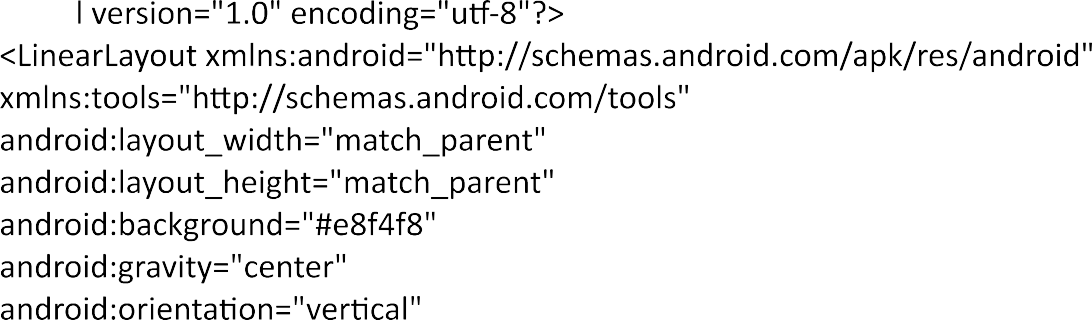 version="1.0" encoding="utf-8"?>
<LinearLayout xmlns:android="http://schemas.android.com/apk/res/android"
xmlns:tools="http://schemas.android.com/tools"
android:layout_width="match_parent"
android:layout_height="match_parent"
android:background="#e8f4f8"
android:gravity="center"
android:orientation="vertical"